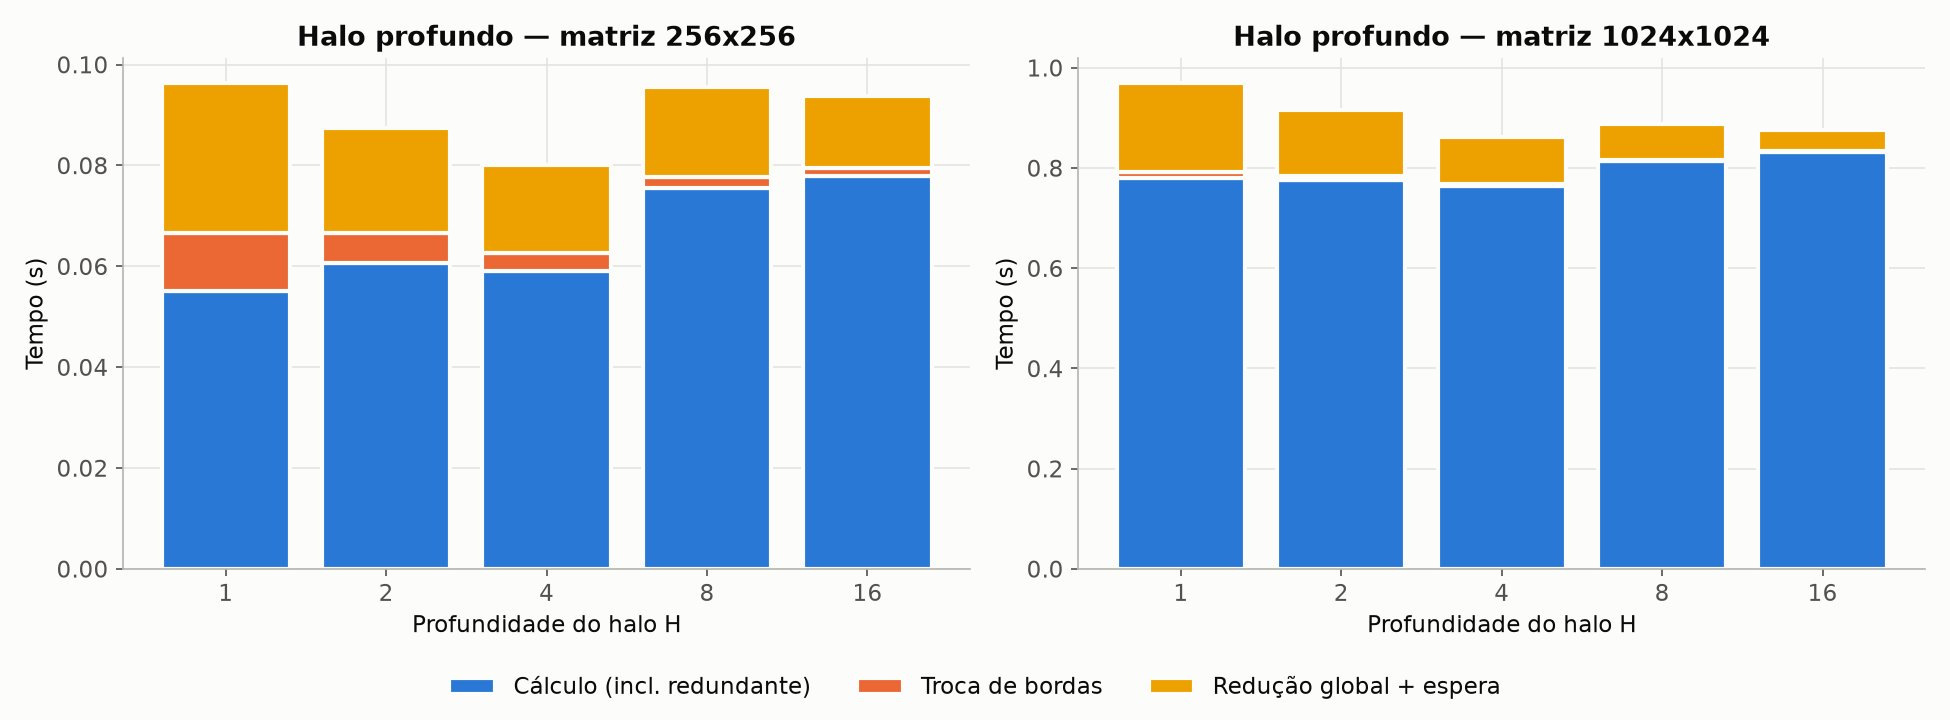 Halo profundo — matriz 256x256
Tempo (s)
0.10
0.08
0.06
0.04
0.02
0.00
1 2 4 8 16
Profundidade do halo H
Halo profundo — matriz 1024x1024
Tempo (s)
1.0
0.8
0.6
0.4
0.2
0.0
1 2 4 8 16
Profundidade do halo H
Cálculo (incl. redundante) Troca de bordas Redução global + espera